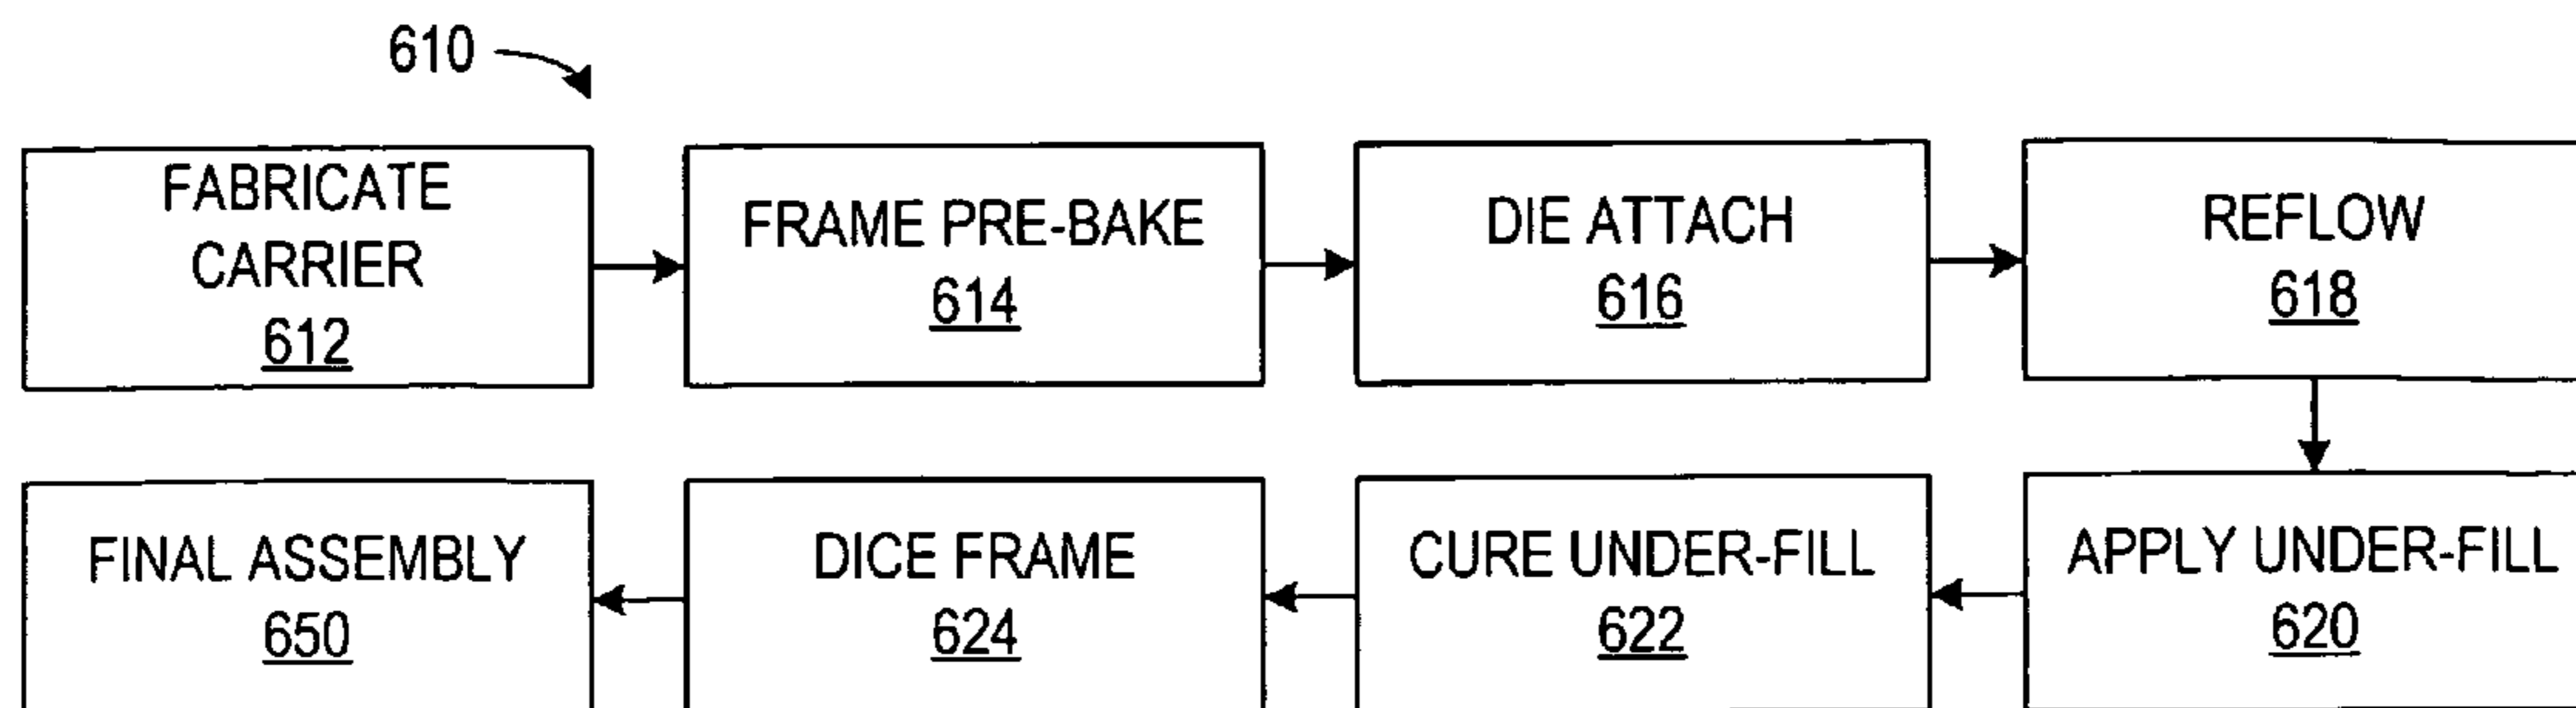 610
FABRICATE
CARRIER
612
FRAME PRE-BAKE
614
DIE ATTACH
616
REFLOW
618
FINAL ASSEMBLY
650
DICE FRAME
624
CURE UNDER-FILL
622
APPLY UNDER-FILL
620